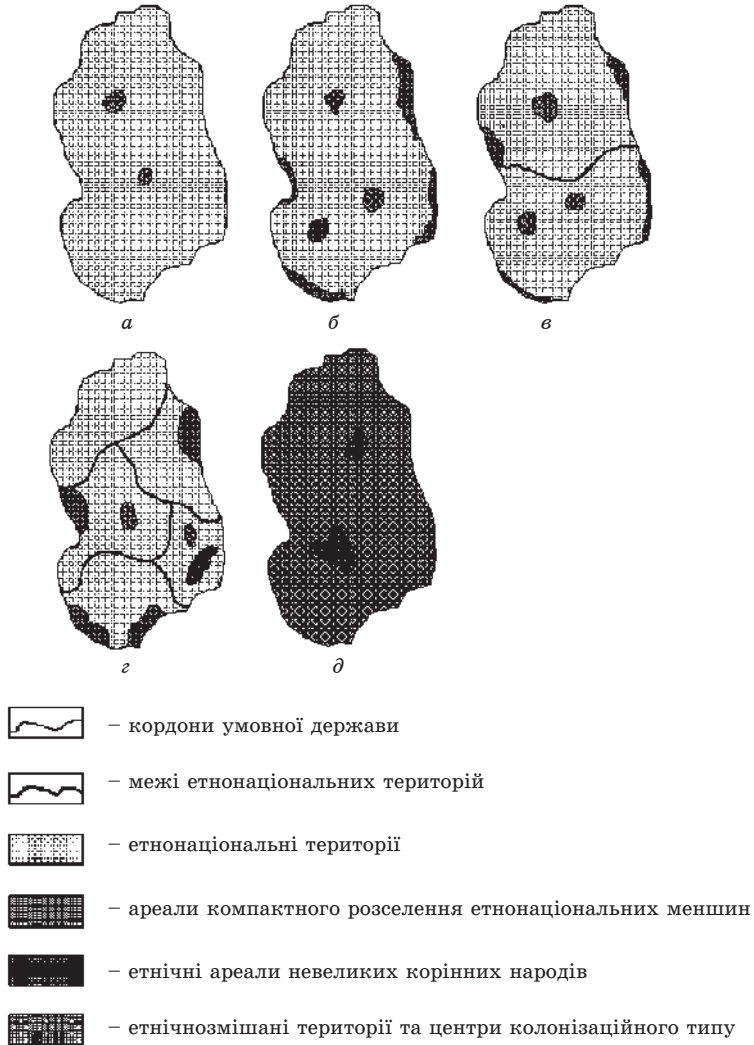 а б в
г д
– кордони умовної держави
– межі етнонаціональних територій
– етнонаціональні території
– ареали компактного розселення етнонаціональних меншин
– етнічні ареали невеликих корінних народів
– етнічнозмішані території та центри колонізаційного типу